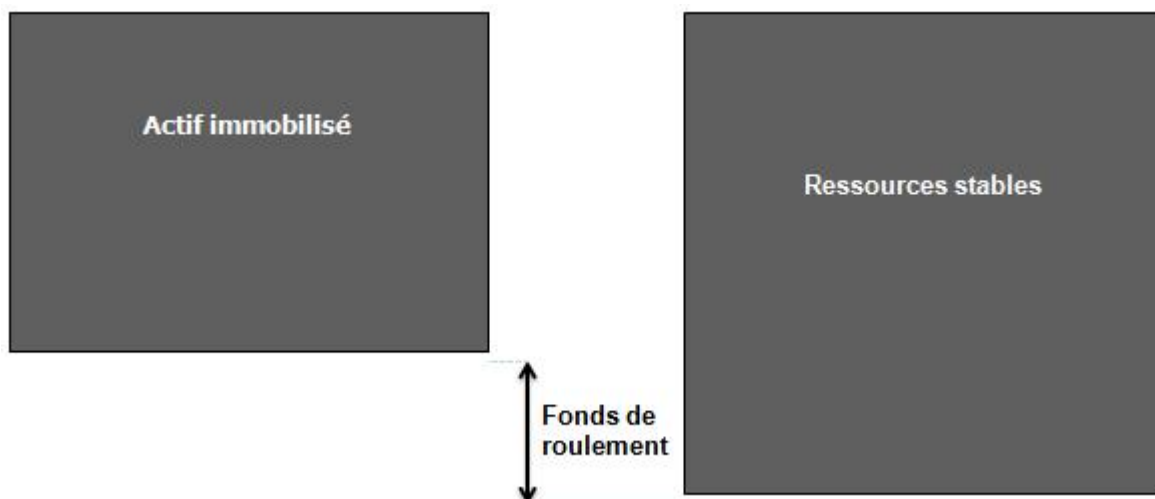 Actif immobilisé
Ressources stables
Fonds de
roulement